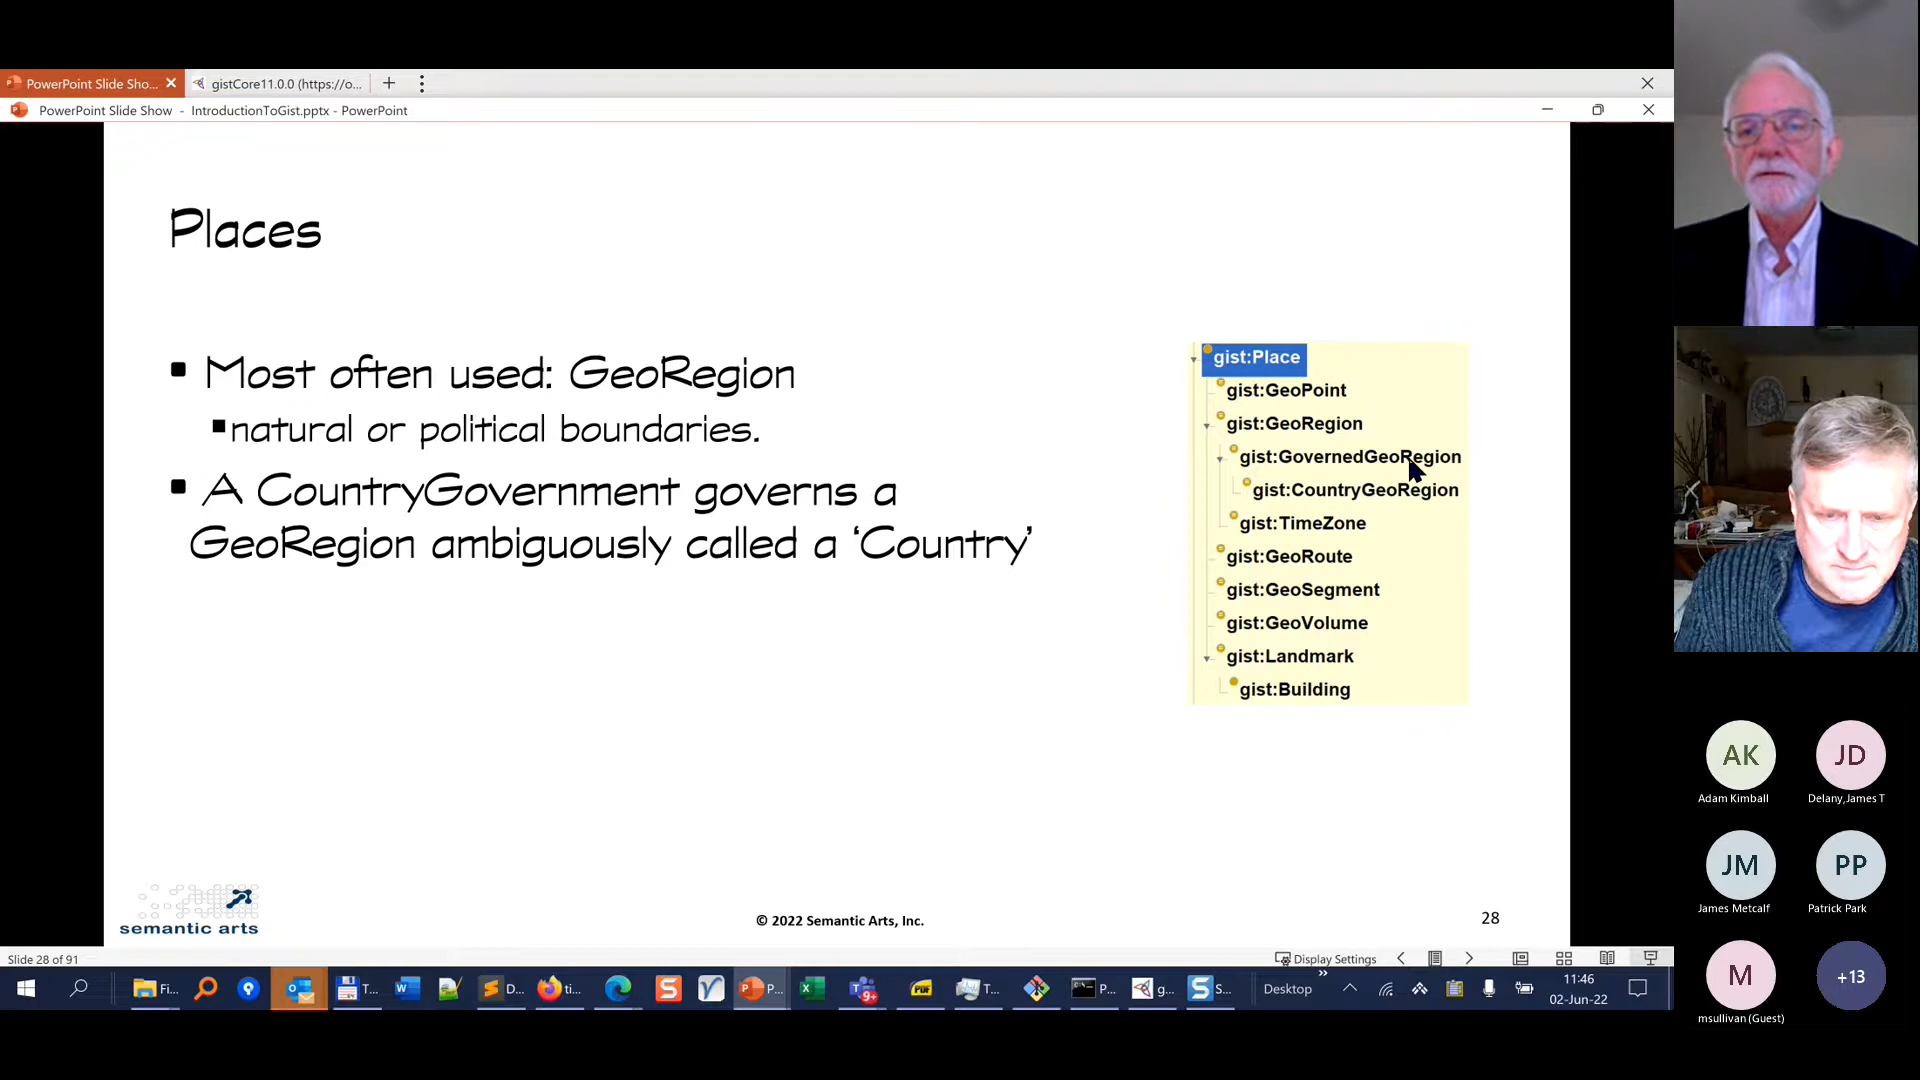 PowerPoint Slide Sho...
gistCore11.0.0 (https://o...
PowerPoint Slide Show - IntroductionToGist.pptx - PowerPoint
Places
Most often used: GeoRegion
natural or political boundaries.
A CountryGovernment governs a
GeoRegion ambiguously called a ‘Country’
gist:Place
gist:GeoPoint
gist:GeoRegion
gist:GovernedGeoRegion
gist:CountryGeoRegion
gist:TimeZone
gist:GeoRoute
gist:GeoSegment
gist:GeoVolume
gist:Landmark
gist:Building
semantic arts
© 2022 Semantic Arts, Inc.
28
Slide 28 of 91
Display Settings
Fi...
T...
D...
ti...
P...
9+
PDF
T...
P...
g...
S...
Desktop
11:46
02-Jun-22
AK
Adam Kimball
JD
Delany,James T
JM
James Metcalf
PP
Patrick Park
M
msullivan (Guest)
+13